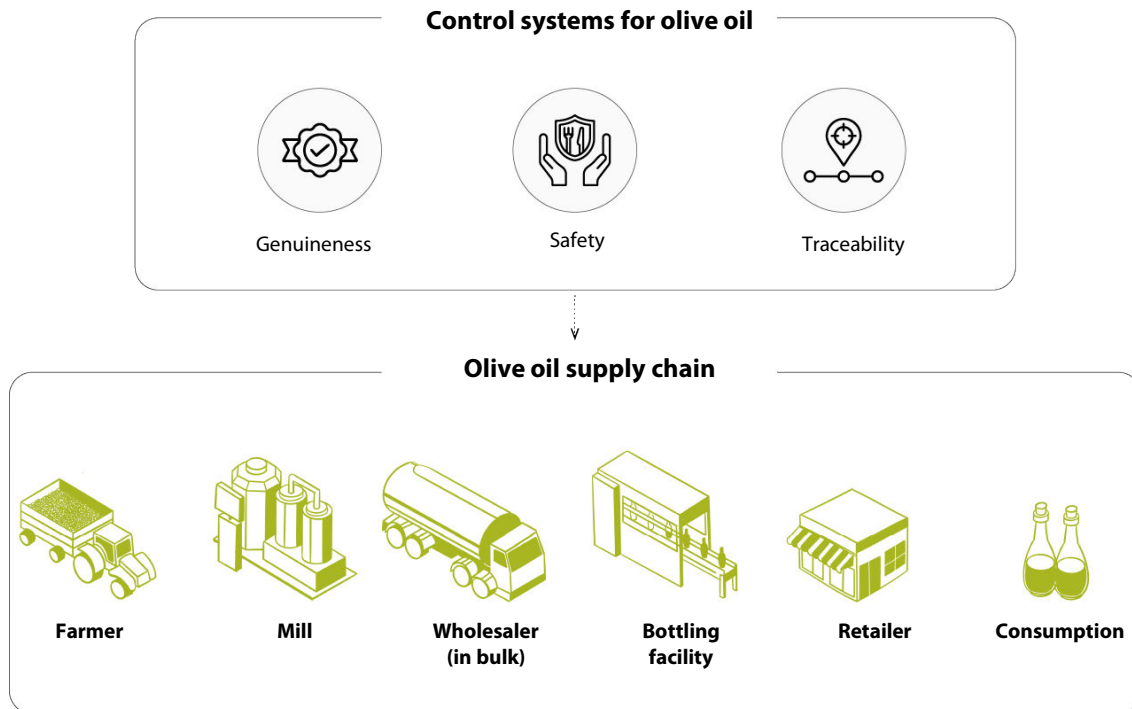 Control systems for olive oil
Genuineness
Safety
Traceability
Olive oil supply chain
Farmer
Mill
Wholesaler
(in bulk)
Bottling
facility
Retailer
Consumption